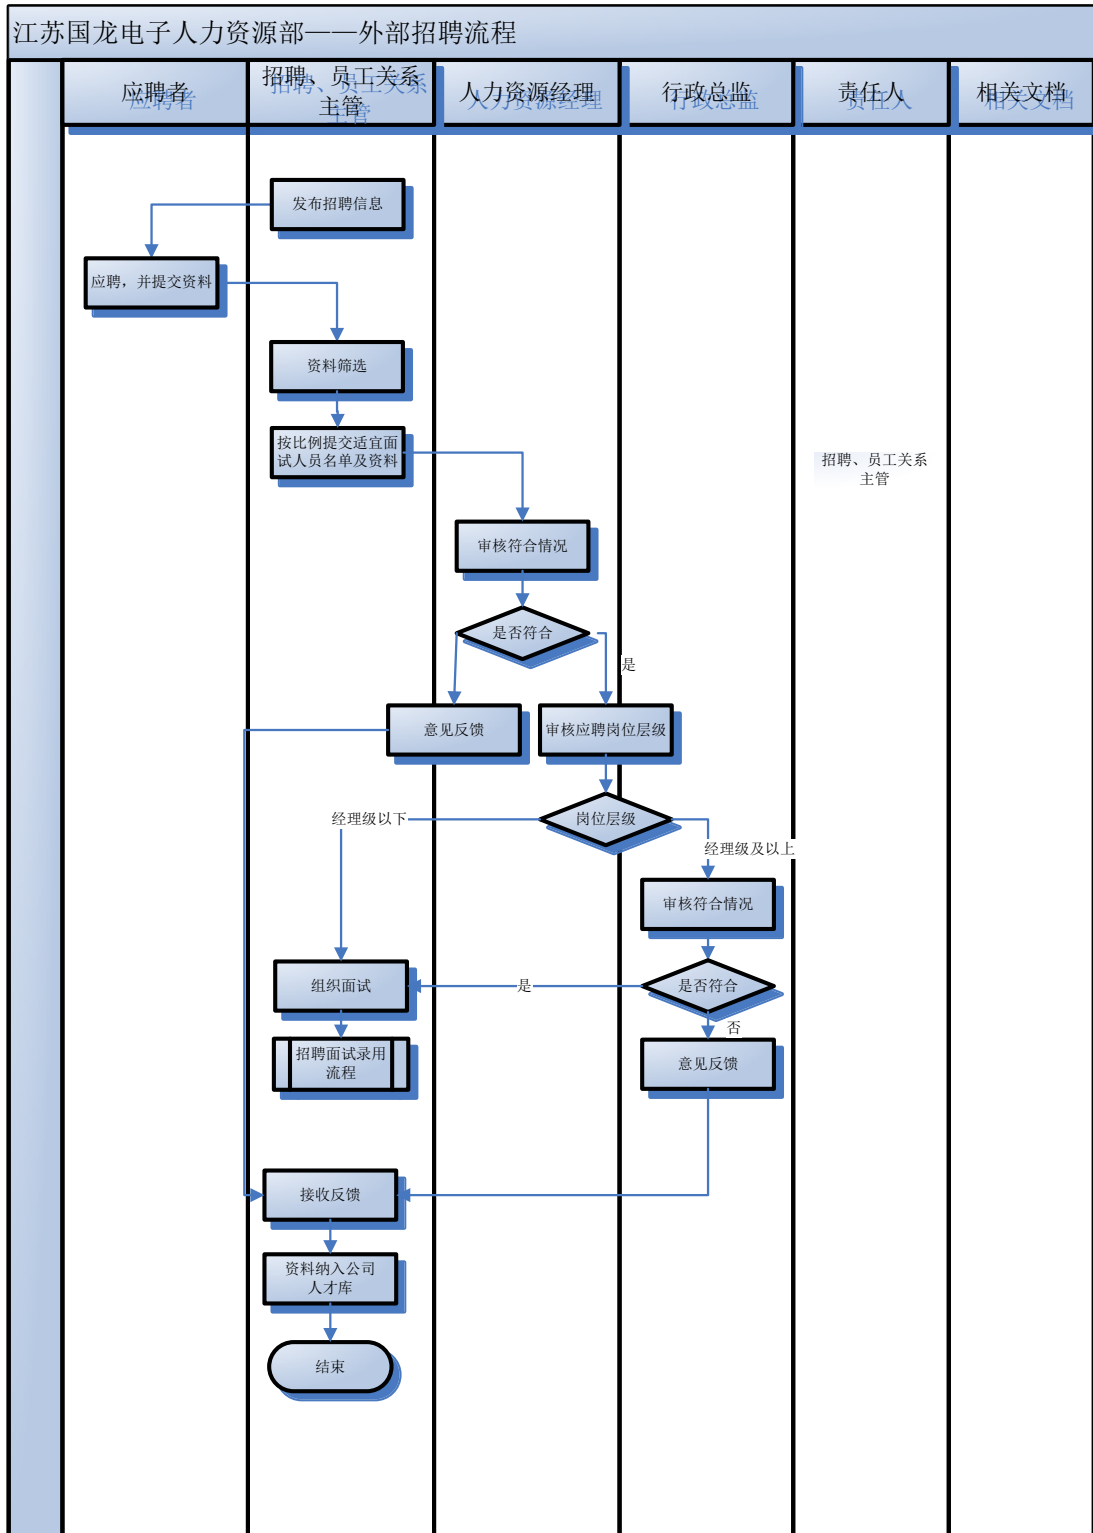 江苏国龙电子人力资源部——外部招聘流程
应聘者
招聘、员工关系
主管
人力资源经理
行政总监
责任人
相关文档
发布招聘信息
应聘，并提交资料
资料筛选
按比例提交适宜面
试人员名单及资料
招聘、员工关系
主管
审核符合情况
是否符合
是
意见反馈
审核应聘岗位层级
经理级以下
岗位层级
经理级及以上
审核符合情况
组织面试
是
是否符合
否
招聘面试录用
流程
意见反馈
接收反馈
资料纳入公司
人才库
结束